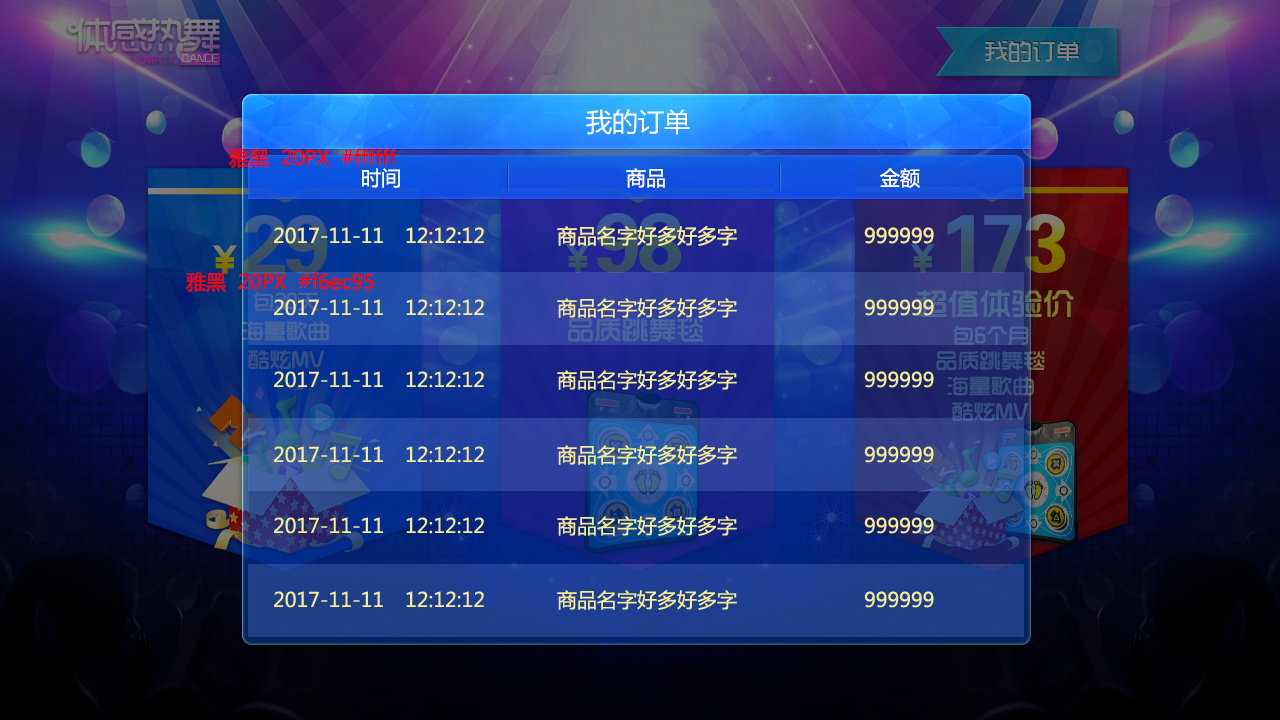 体感热舞
DANCE
我的订单
我的订单
雅黑 20PX #ffffff
时间 商品 金额
¥29 ¥98 ¥173
2017-11-11 12:12:12 商品名字好多好多字 999999
雅黑 20PX #f6ec95
超值体验价
2017-11-11 12:12:12 商品名字好多好多字 999999
海量歌曲 品质跳舞毯 包6个月
酷炫MV 品质跳舞毯
2017-11-11 12:12:12 商品名字好多好多字 999999
海量歌曲
酷炫MV
2017-11-11 12:12:12 商品名字好多好多字 999999
2017-11-11 12:12:12 商品名字好多好多字 999999
2017-11-11 12:12:12 商品名字好多好多字 999999